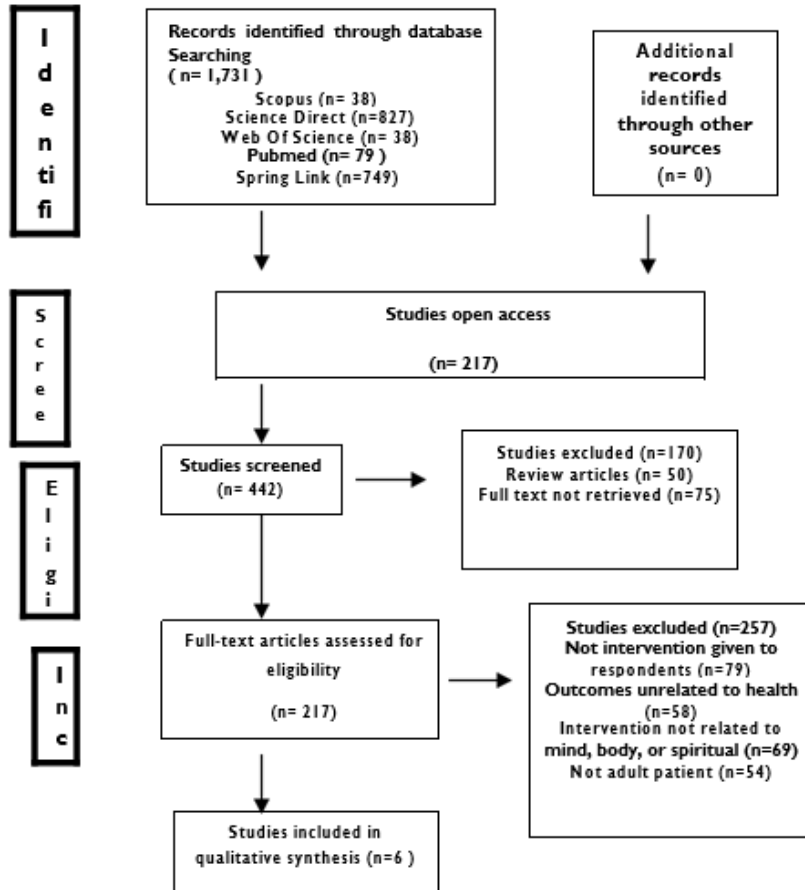 I
d
e
n
ti
fi
Records identified through database
Searching
( n= 1,731 )
Scopus (n= 38)
Science Direct (n=827)
Web Of Science (n= 38)
Pubmed (n= 79 )
Spring Link (n=749)
Additional
records
identified
through other
sources
(n= 0)
S
c
r
e
e
Studies open access
(n= 217)
Studies screened
(n= 442)
Studies excluded (n=170)
Review articles (n= 50)
Full text not retrieved (n=75)
E
l
i
g
i
Full-text articles assessed for
eligibility
(n= 217)
Studies excluded (n=257)
Not intervention given to
respondents (n=79)
Outcomes unrelated to health
(n=58)
Intervention not related to
mind, body, or spiritual (n=69)
Not adult patient (n=54)
I
n
c
Studies included in
qualitative synthesis (n=6 )